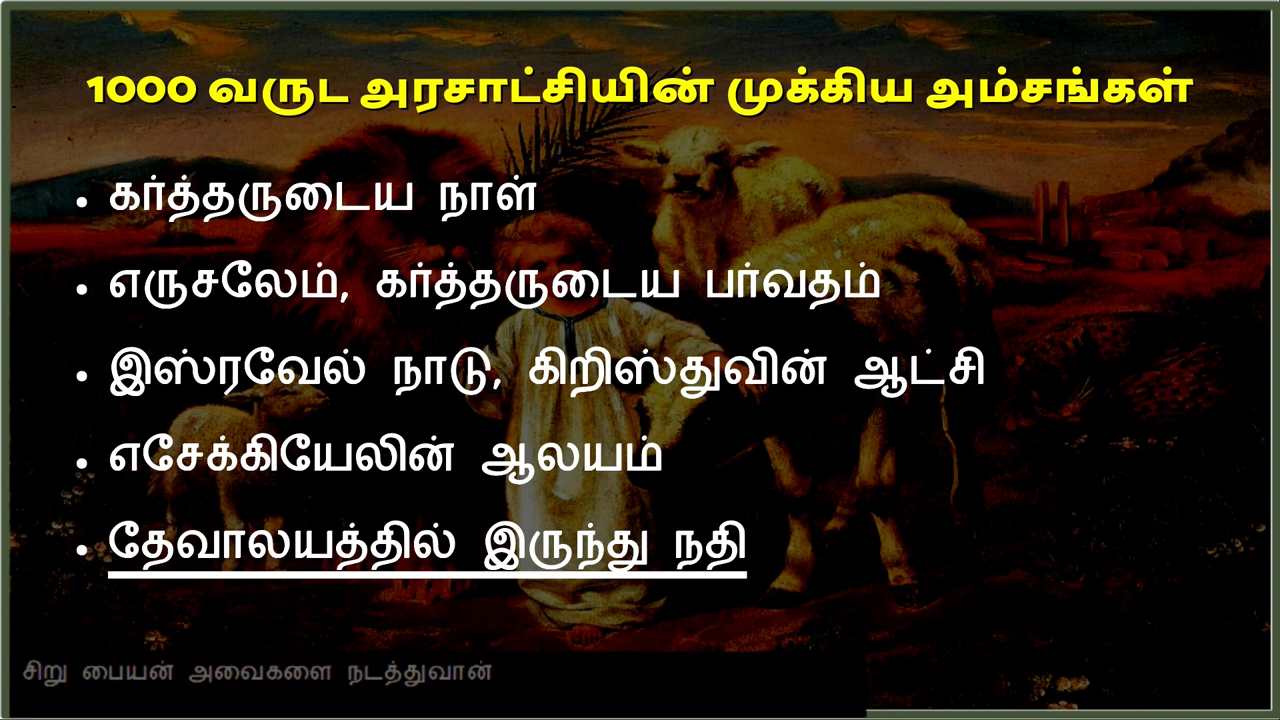 1000 வருட அரசாட்சியின் முக்கிய அம்சங்கள்
• கர்த்தருடைய நாள்
• எருசலேம், கர்த்தருடைய பர்வதம்
• இஸ்ரவேல் நாடு, கிறிஸ்துவின் ஆட்சி
• எசேக்கியேலின் ஆலயம்
• தேவாலயத்தில் இருந்து நதி
சிறு பையன் அவைகளை நடத்துவான்